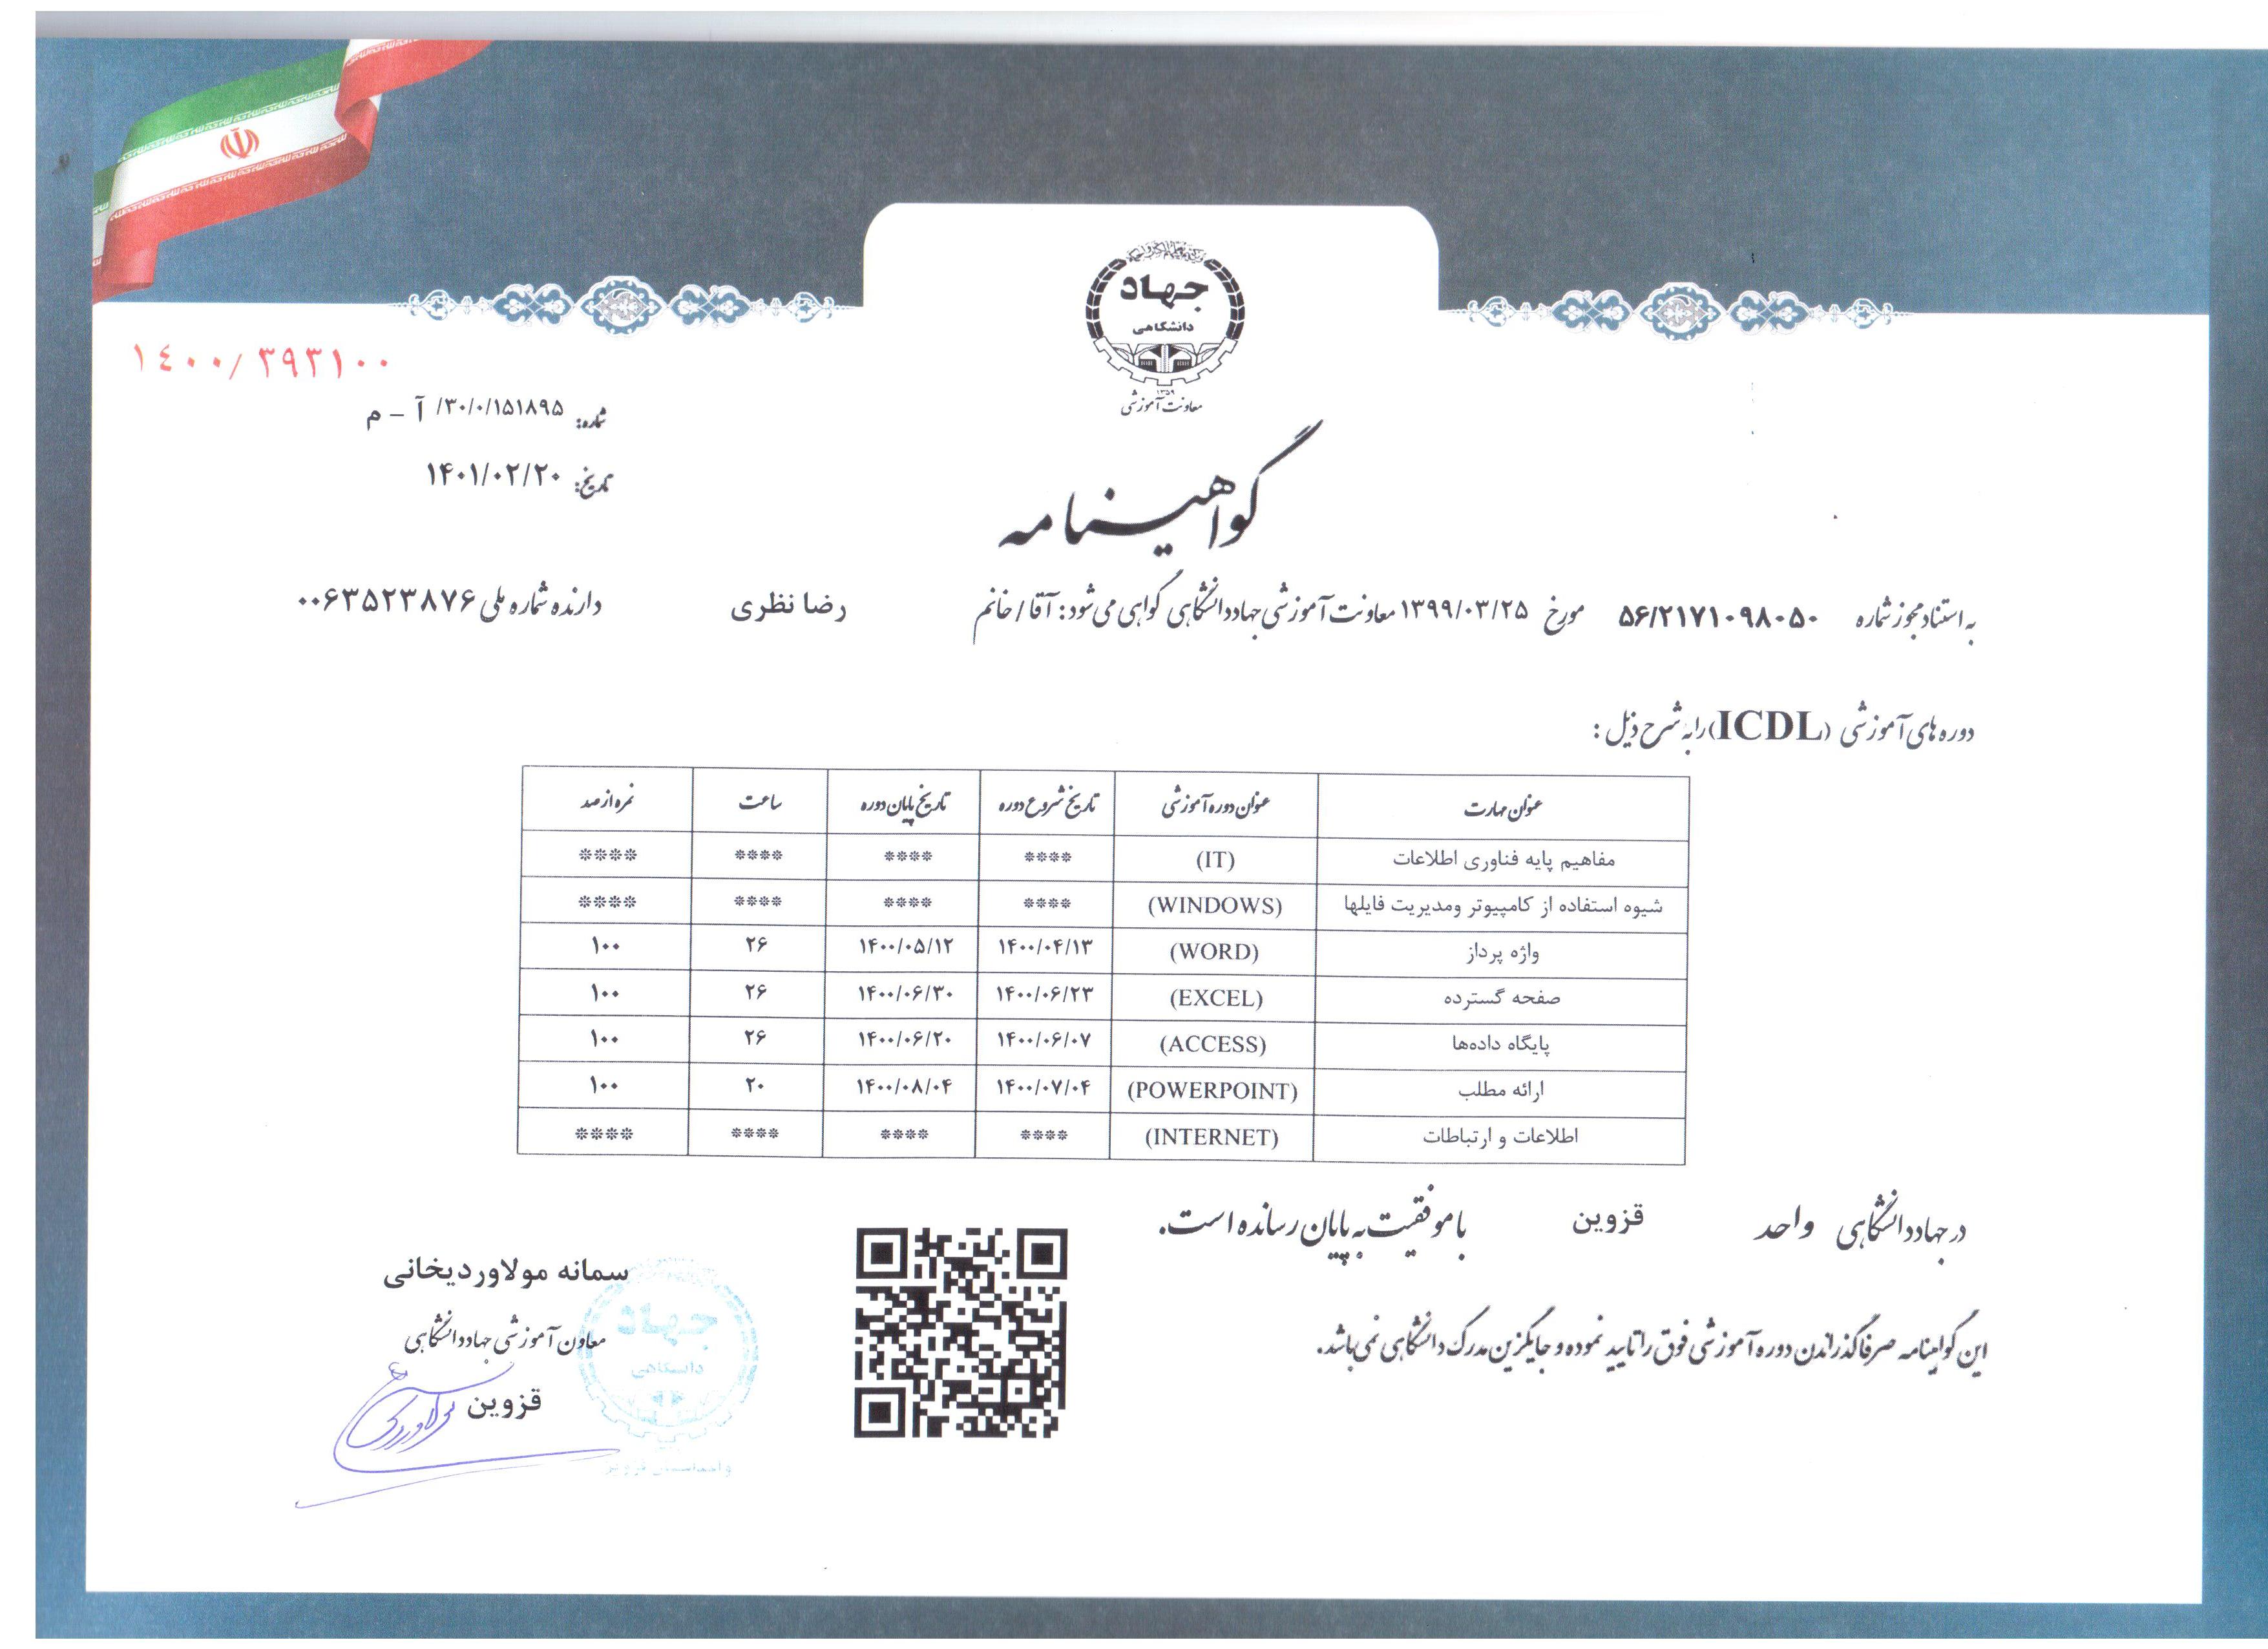 جهاد
دانشگاهی
۱۳۵۹
معاونت آموزشی
۱۴۰۰/۳۹۳۱۰۰
شماره: ۳۰/۰/۱۵۱۸۹۵/ آ - م
تاریخ: ۱۴۰۱/۰۲/۲۰
گواهینامه
به استناد مجوز شماره ۵۶/۲۱۷۱۰۹۸۰۵۰ مورخ ۱۳۹۹/۰۳/۲۵ معاونت آموزشی جهاددانشگاهی گواهی می‌شود: آقا/خانم رضا نظری دارنده شماره ملی ۰۰۶۳۵۲۳۸۷۶
دوره های آموزشی (ICDL) را به شرح ذیل:
عنوان مهارت عنوان دوره آموزشی تاریخ شروع دوره تاریخ پایان دوره ساعت نمره از صد
مفاهیم پایه فناوری اطلاعات (IT) **** **** **** ****
شیوه استفاده از کامپیوتر ومدیریت فایلها (WINDOWS) **** **** **** ****
واژه پرداز (WORD) ۱۴۰۰/۰۴/۱۳ ۱۴۰۰/۰۵/۱۲ ۲۶ ۱۰۰
صفحه گسترده (EXCEL) ۱۴۰۰/۰۶/۲۳ ۱۴۰۰/۰۶/۳۰ ۲۶ ۱۰۰
پایگاه داده‌ها (ACCESS) ۱۴۰۰/۰۶/۰۷ ۱۴۰۰/۰۶/۲۰ ۲۶ ۱۰۰
ارائه مطلب (POWERPOINT) ۱۴۰۰/۰۷/۰۴ ۱۴۰۰/۰۸/۰۴ ۲۰ ۱۰۰
اطلاعات و ارتباطات (INTERNET) **** **** **** ****
در جهاددانشگاهی واحد قزوین با موفقیت به پایان رسانده است.
این گواهینامه صرفا گذراندن دوره آموزشی فوق را تایید نموده و جایگزین مدرک دانشگاهی نمی باشد.
سمانه مولاوردیخانی
معاون آموزشی جهاددانشگاهی
قزوین
جهاد
دانشگاهی